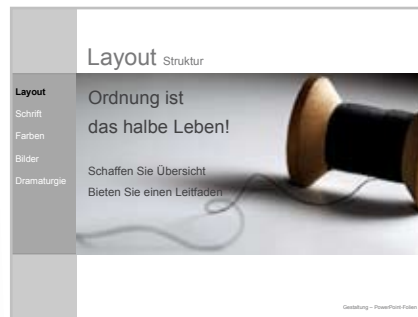 Layout Struktur
Layout
Schrift
Farben
Bilder
Dramaturgie
Ordnung ist
das halbe Leben!
Schaffen Sie Übersicht
Bieten Sie einen Leitfaden
Gestaltung – PowerPoint-Folien